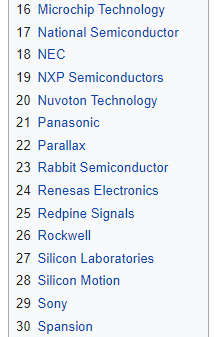 16 Microchip Technology
17 National Semiconductor
18 NEC
19 NXP Semiconductors
20 Nuvoton Technology
21 Panasonic
22 Parallax
23 Rabbit Semiconductor
24 Renesas Electronics
25 Redpine Signals
26 Rockwell
27 Silicon Laboratories
28 Silicon Motion
29 Sony
30 Spansion